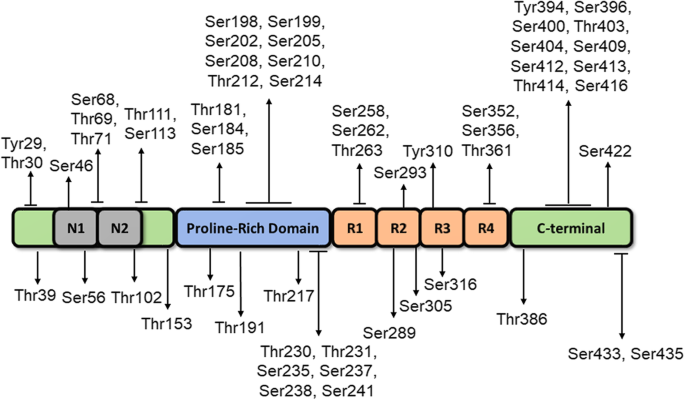 Ser198, Ser199,
Ser202, Ser205,
Ser208, Ser210,
Thr212, Ser214
Tyr394, Ser396,
Ser400, Thr403,
Ser404, Ser409,
Ser412, Ser413,
Thr414, Ser416
Tyr29,
Thr30
Ser46
Ser68,
Thr69,
Thr71
Thr111,
Ser113
Thr181,
Ser184,
Ser185
Ser258,
Ser262,
Thr263
Ser293
Tyr310
Ser352,
Ser356,
Thr361
Ser422
N1
N2
Proline-Rich Domain
R1
R2
R3
R4
C-terminal
Thr39
Ser56
Thr102
Thr153
Thr175
Thr191
Thr217
Thr230, Thr231,
Ser235, Ser237,
Ser238, Ser241
Ser289
Ser305
Ser316
Thr386
Ser433, Ser435